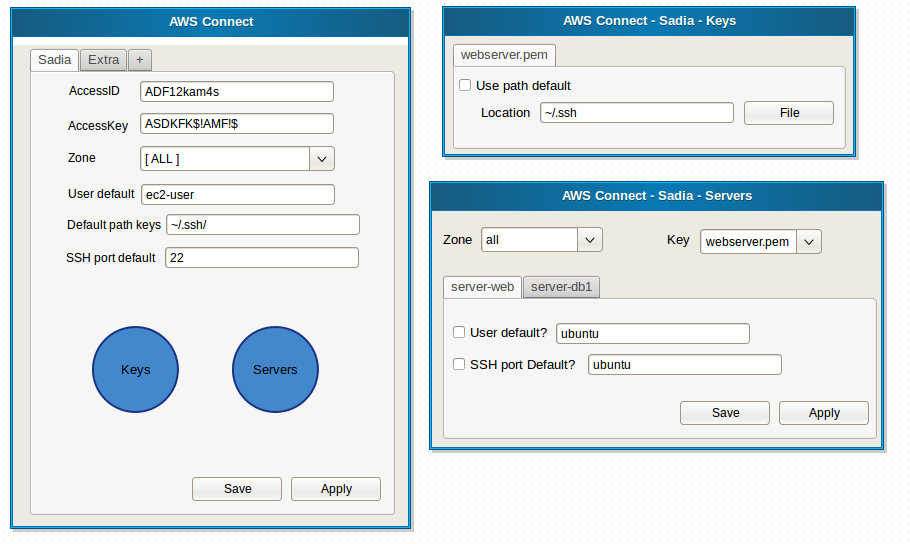 AWS Connect
Sadia Extra +
AccessID ADF12kam4s
AccessKey ASDKFK$!AMF!$
Zone [ ALL ]
User default ec2-user
Default path keys ~/.ssh/
SSH port default 22
Keys Servers
Save Apply
AWS Connect - Sadia - Keys
webserver.pem
Use path default
Location ~/.ssh File
AWS Connect - Sadia - Servers
Zone all Key webserver.pem
server-web server-db1
User default? ubuntu
SSH port Default? ubuntu
Save Apply